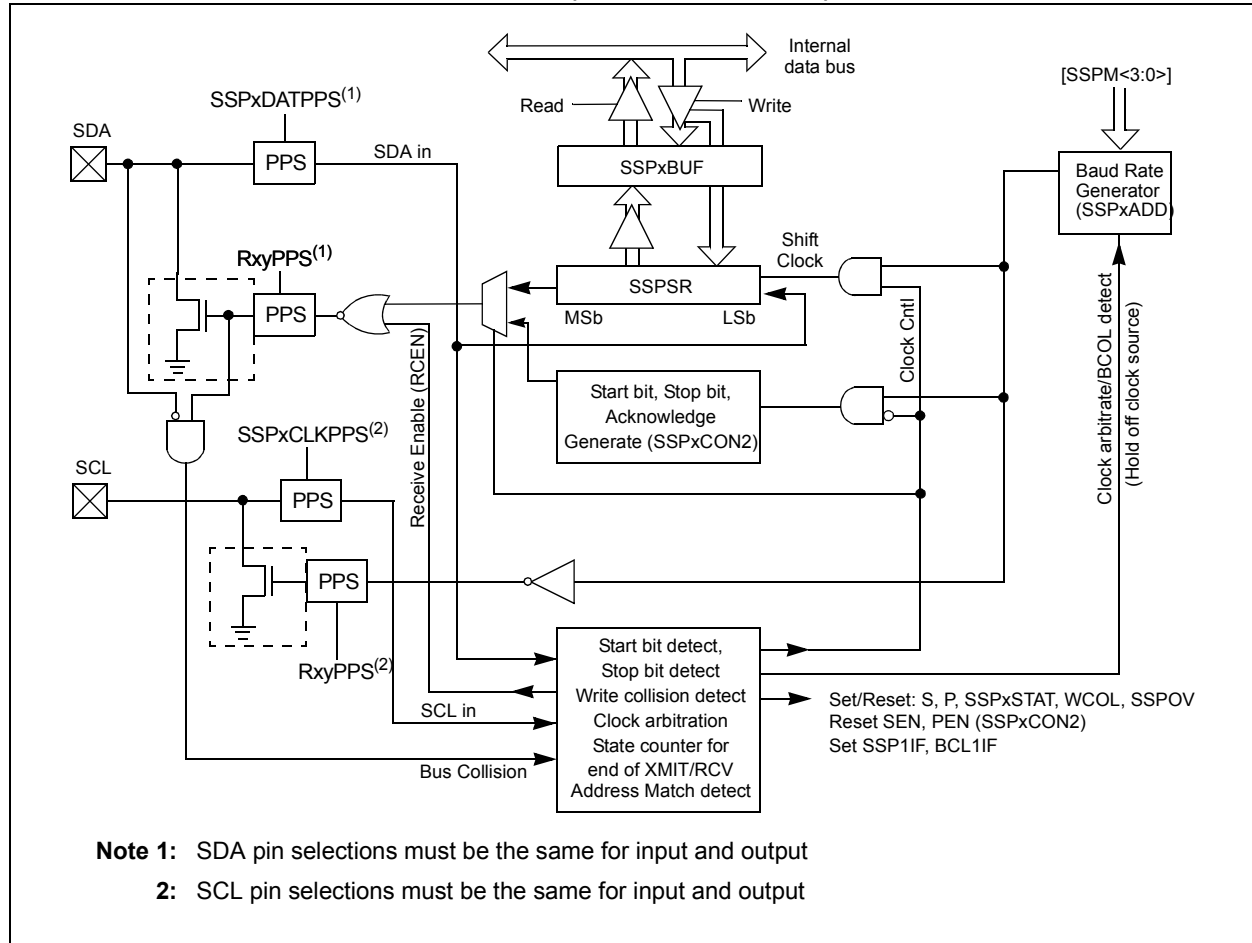 Internal
data bus
[SSPM<3:0>]
Read
Write
SSPxDATPPS(1)
SDA
PPS
SDA in
SSPxBUF
Baud Rate
Generator
(SSPxADD)
RxyPPS(1)
PPS
Shift
Clock
SSPSR
MSb
LSb
Clock Cntl
Receive Enable (RCEN)
Clock arbitrate/BCOL detect
(Hold off clock source)
Start bit, Stop bit,
Acknowledge
Generate (SSPxCON2)
SSPxCLKPPS(2)
SCL
PPS
PPS
RxyPPS(2)
SCL in
Bus Collision
Start bit detect,
Stop bit detect
Write collision detect
Clock arbitration
State counter for
end of XMIT/RCV
Address Match detect
Set/Reset: S, P, SSPxSTAT, WCOL, SSPOV
Reset SEN, PEN (SSPxCON2)
Set SSP1IF, BCL1IF
Note 1: SDA pin selections must be the same for input and output
2: SCL pin selections must be the same for input and output